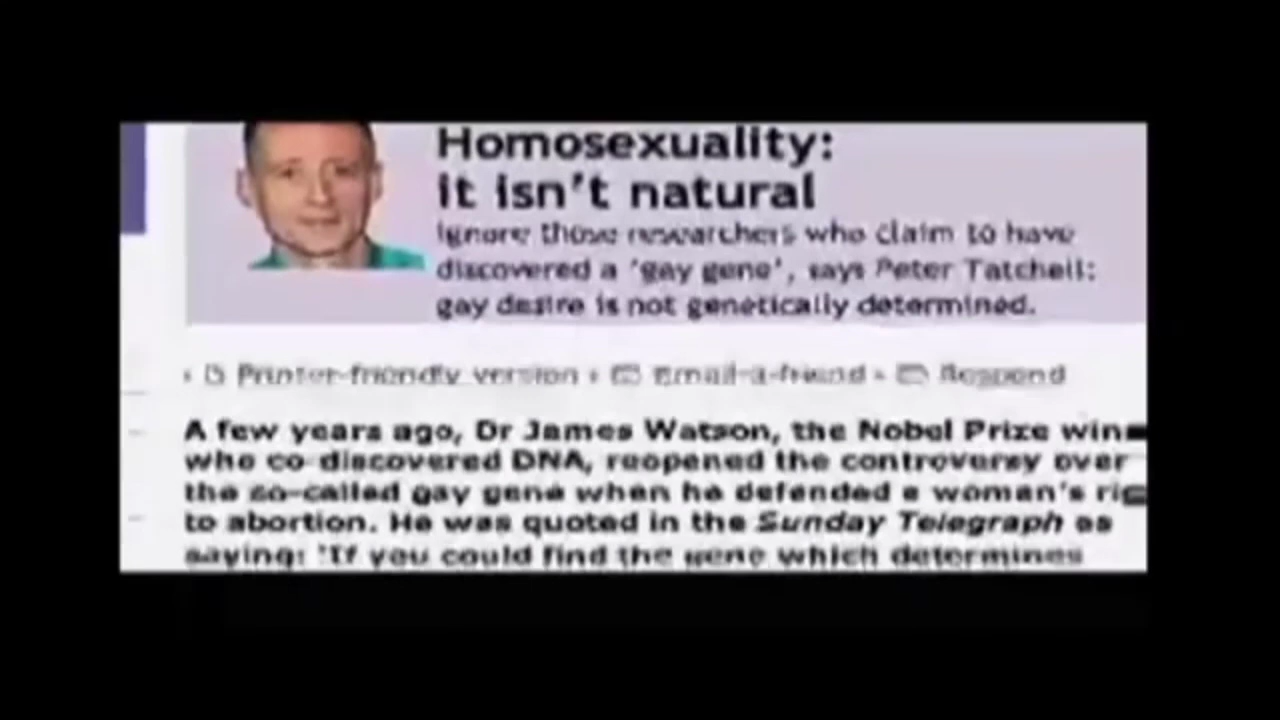 Homosexuality:
it isn't natural
Ignore those researchers who claim to have
discovered a 'gay gene', says Peter Tatchell:
gay desire is not genetically determined.
Printer-friendly version • Email-a-friend • Respond
A few years ago, Dr James Watson, the Nobel Prize win
who co-discovered DNA, reopened the controversy over
the so-called gay gene when he defended a woman's rig
to abortion. He was quoted in the Sunday Telegraph as
saying: 'If you could find the gene which determines